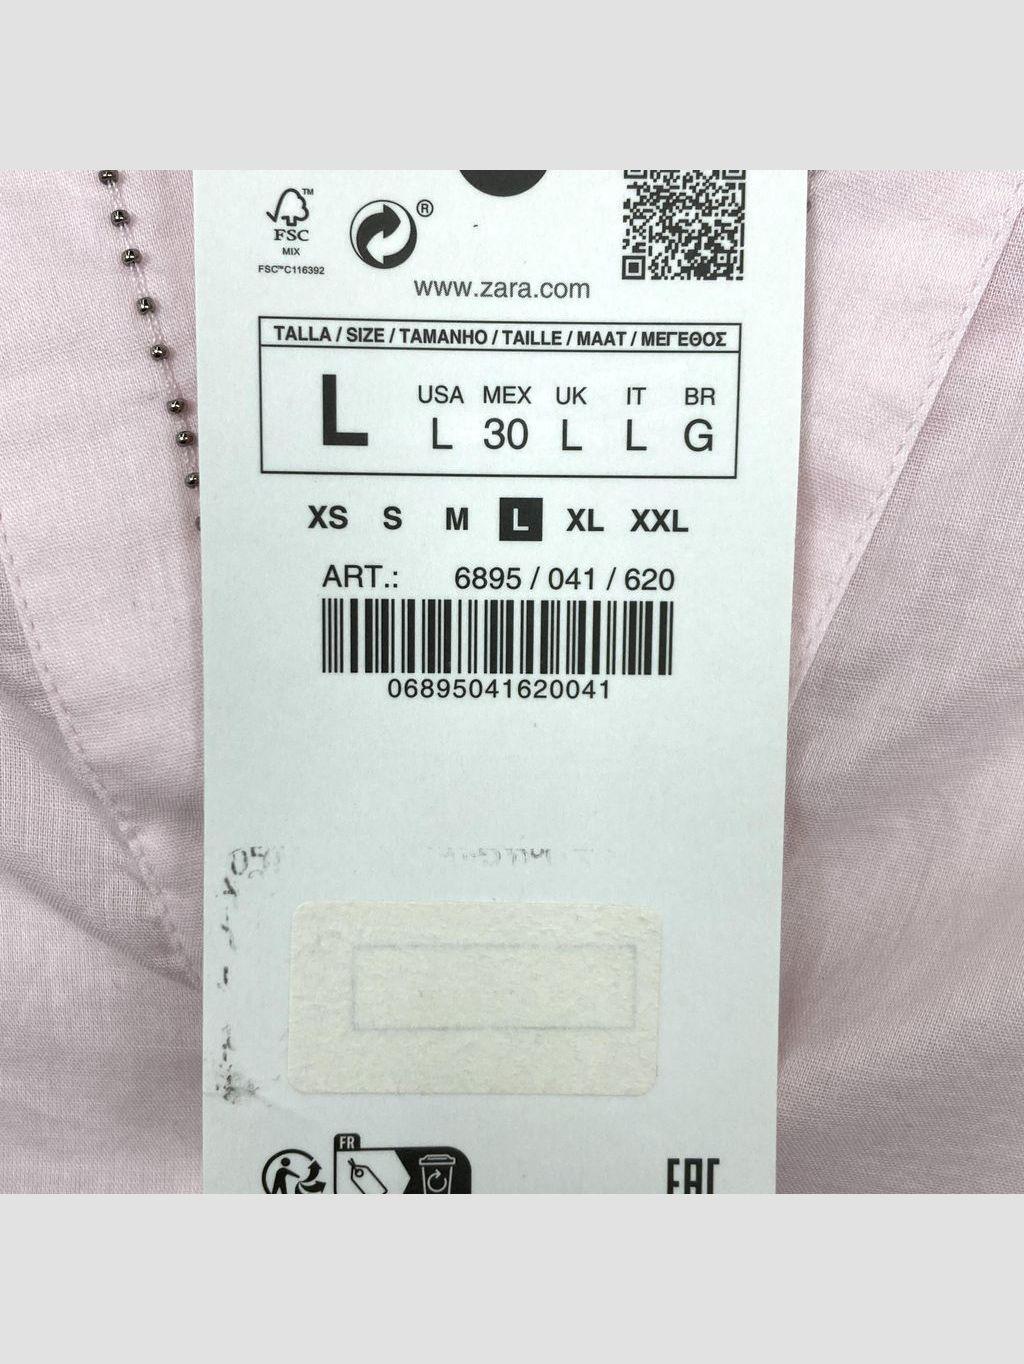 FSC™
MIX
FSC™C116392
®
www.zara.com
TALLA / SIZE / TAMANHO / TAILLE / MAAT / ΜΕΓΕΘΟΣ
L
USA MEX UK IT BR
L 30 L L G
XS S M L XL XXL
ART.: 6895 / 041 / 620
06895041620041
FR
EAC